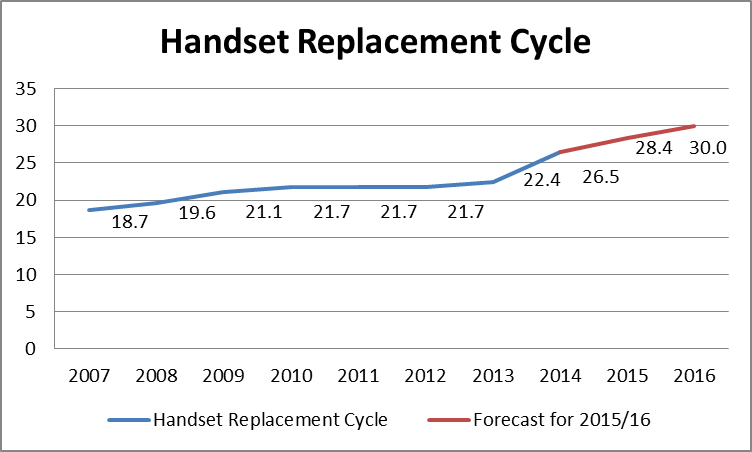 Handset Replacement Cycle
35
30
25
20
15
10
5
0
28.4 30.0
22.4 26.5
18.7 19.6 21.1 21.7 21.7 21.7
2007 2008 2009 2010 2011 2012 2013 2014 2015 2016
Handset Replacement Cycle Forecast for 2015/16